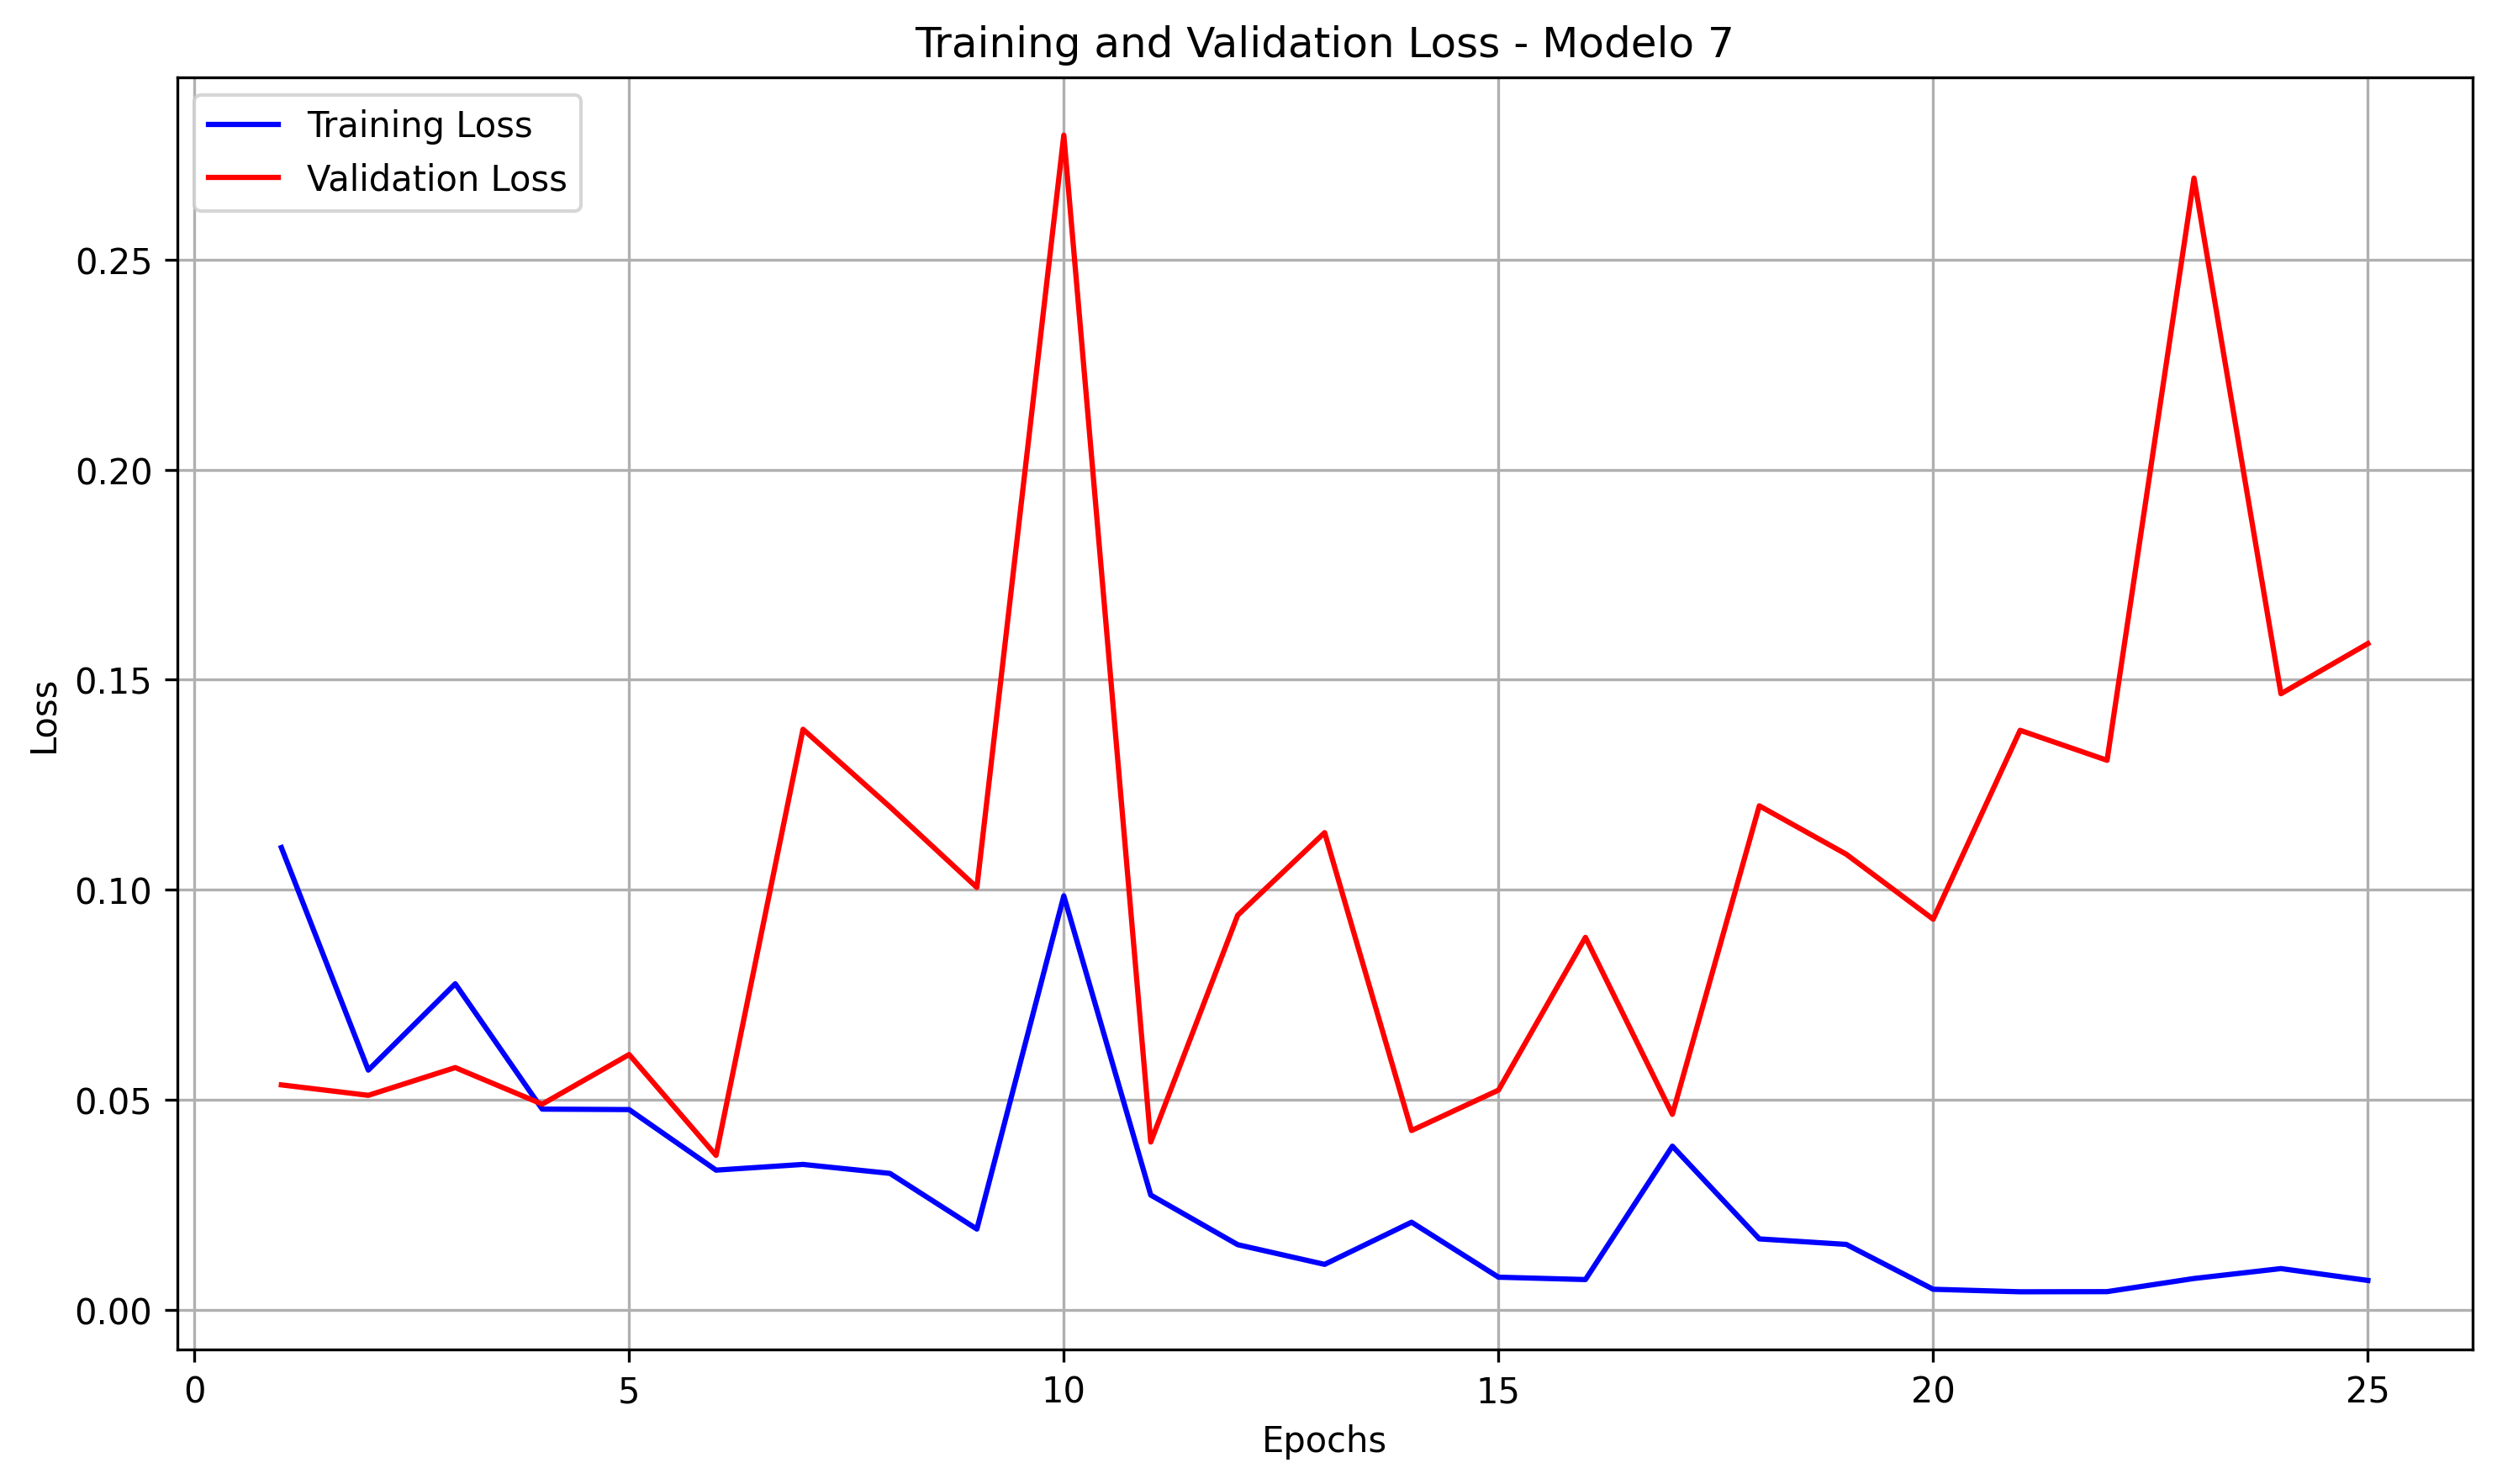 Training and Validation Loss - Modelo 7
Training Loss
Validation Loss
0.25
0.20
0.15
0.10
0.05
0.00
Loss
0 5 10 15 20 25
Epochs